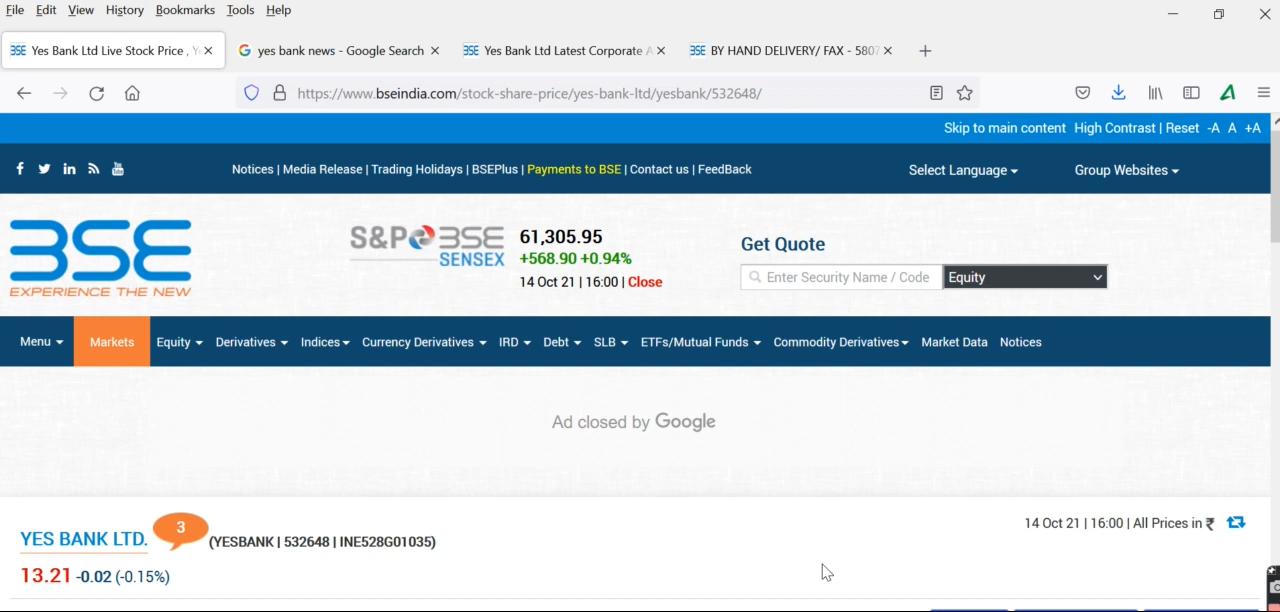 File Edit View History Bookmarks Tools Help
Yes Bank Ltd Live Stock Price ,
yes bank news - Google Search
Yes Bank Ltd Latest Corporate
BY HAND DELIVERY/ FAX - 5807
https://www.bseindia.com/stock-share-price/yes-bank-ltd/yesbank/532648/
Skip to main content High Contrast | Reset -A A +A
Notices | Media Release | Trading Holidays | BSEPlus | Payments to BSE | Contact us | FeedBack
Select Language
Group Websites
BSE
EXPERIENCE THE NEW
S&P BSE
SENSEX
61,305.95
+568.90 +0.94%
14 Oct 21 | 16:00 | Close
Get Quote
Enter Security Name / Code
Equity
Menu Markets Equity Derivatives Indices Currency Derivatives IRD Debt SLB ETFs/Mutual Funds Commodity Derivatives Market Data Notices
Ad closed by Google
YES BANK LTD. 3 (YESBANK | 532648 | INE528G01035)
14 Oct 21 | 16:00 | All Prices in ₹
13.21 -0.02 (-0.15%)